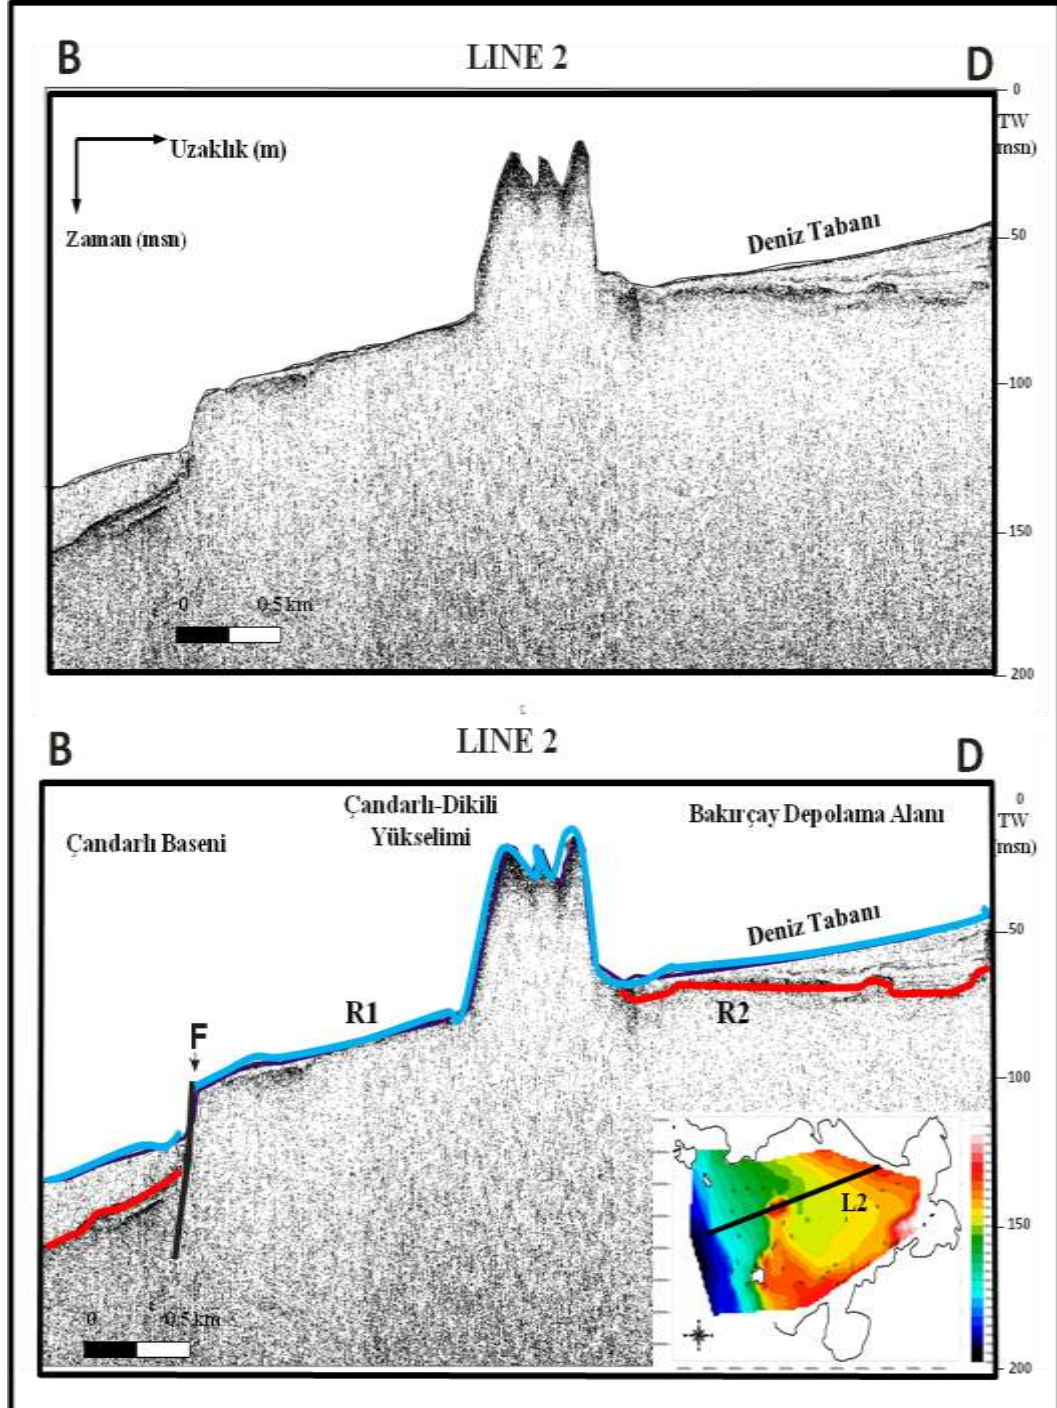 B
LINE 2
D
0
TW
msn)
Uzaklık (m)
Zaman (msn)
Deniz Tabanı
50
100
150
0 0.5 km
200
B
LINE 2
D
Çandarlı Baseni
Çandarlı-Dikili
Yükselimi
Bakırçay Depolama Alanı
0
TW
msn)
Deniz Tabanı
50
R1
R2
F
100
L2
150
0 0.5 km
200